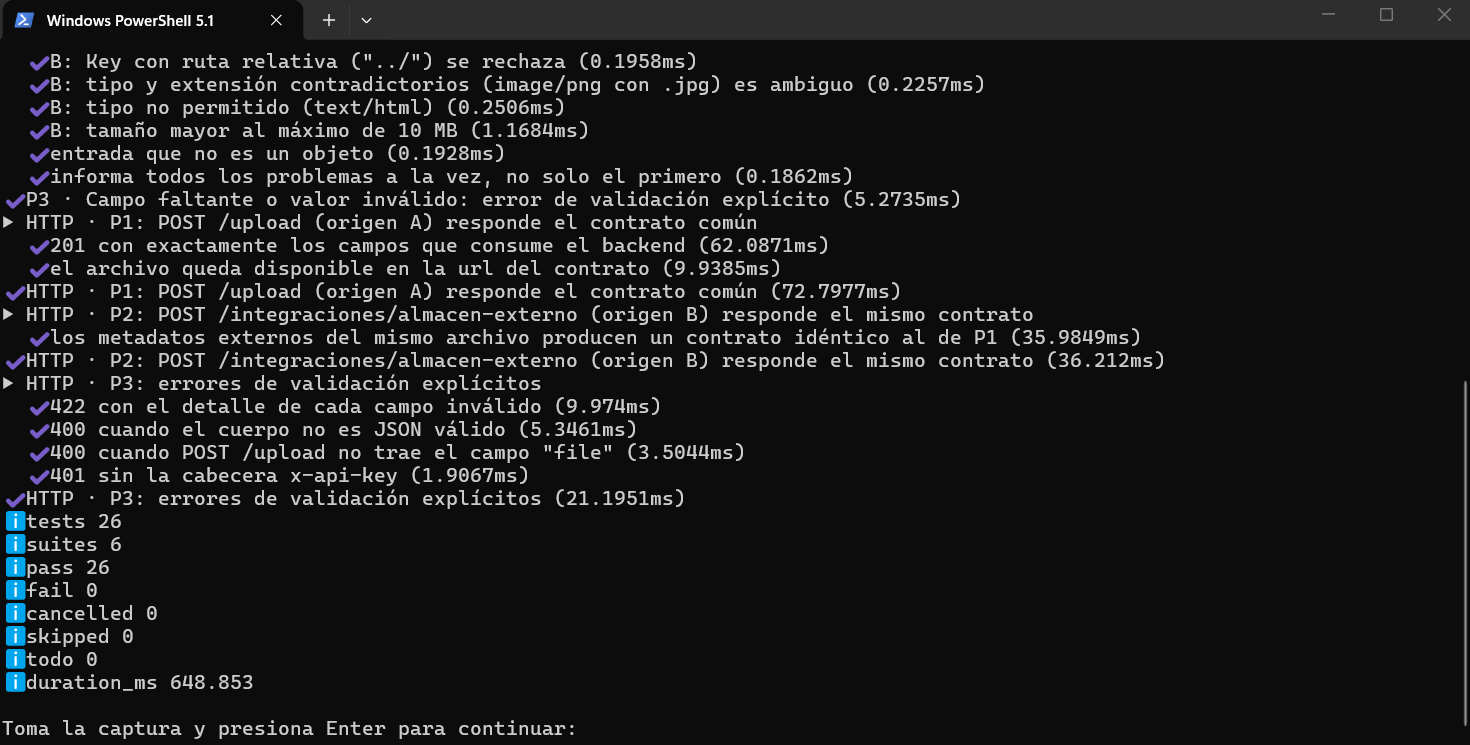 Windows PowerShell 5.1
✔B: Key con ruta relativa ("../") se rechaza (0.1958ms)
✔B: tipo y extensión contradictorios (image/png con .jpg) es ambiguo (0.2257ms)
✔B: tipo no permitido (text/html) (0.2506ms)
✔B: tamaño mayor al máximo de 10 MB (1.1684ms)
✔entrada que no es un objeto (0.1928ms)
✔informa todos los problemas a la vez, no solo el primero (0.1862ms)
✔P3 · Campo faltante o valor inválido: error de validación explícito (5.2735ms)
▶ HTTP · P1: POST /upload (origen A) responde el contrato común
✔201 con exactamente los campos que consume el backend (62.0871ms)
✔el archivo queda disponible en la url del contrato (9.9385ms)
✔HTTP · P1: POST /upload (origen A) responde el contrato común (72.7977ms)
▶ HTTP · P2: POST /integraciones/almacen-externo (origen B) responde el mismo contrato
✔los metadatos externos del mismo archivo producen un contrato idéntico al de P1 (35.9849ms)
✔HTTP · P2: POST /integraciones/almacen-externo (origen B) responde el mismo contrato (36.212ms)
▶ HTTP · P3: errores de validación explícitos
✔422 con el detalle de cada campo inválido (9.974ms)
✔400 cuando el cuerpo no es JSON válido (5.3461ms)
✔400 cuando POST /upload no trae el campo "file" (3.5044ms)
✔401 sin la cabecera x-api-key (1.9067ms)
✔HTTP · P3: errores de validación explícitos (21.1951ms)
ℹtests 26
ℹsuites 6
ℹpass 26
ℹfail 0
ℹcancelled 0
ℹskipped 0
ℹtodo 0
ℹduration_ms 648.853
Toma la captura y presiona Enter para continuar: